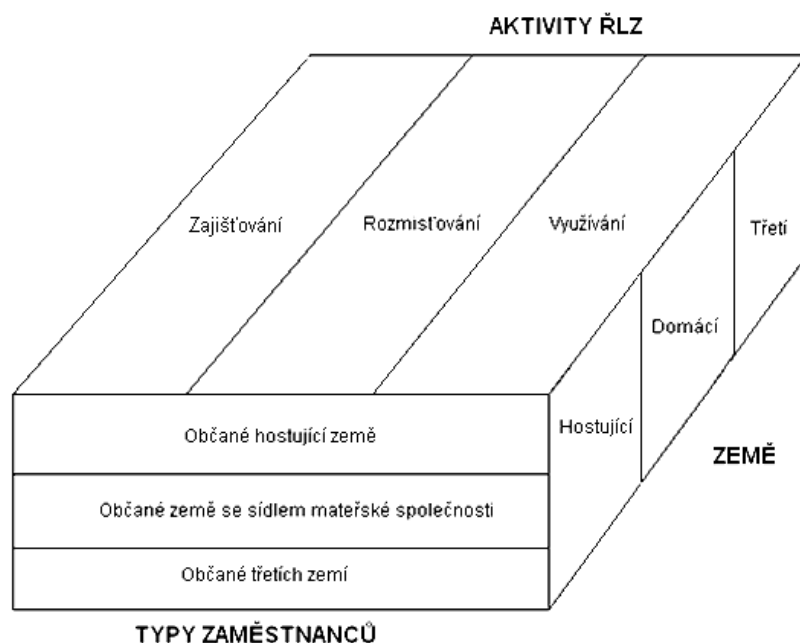 AKTIVITY ŘLZ
Zajišťování
Rozmisťování
Využívání
Třetí
Domácí
Hostující
ZEMĚ
Občané hostující země
Občané země se sídlem mateřské společnosti
Občané třetích zemí
TYPY ZAMĚSTNANCŮ